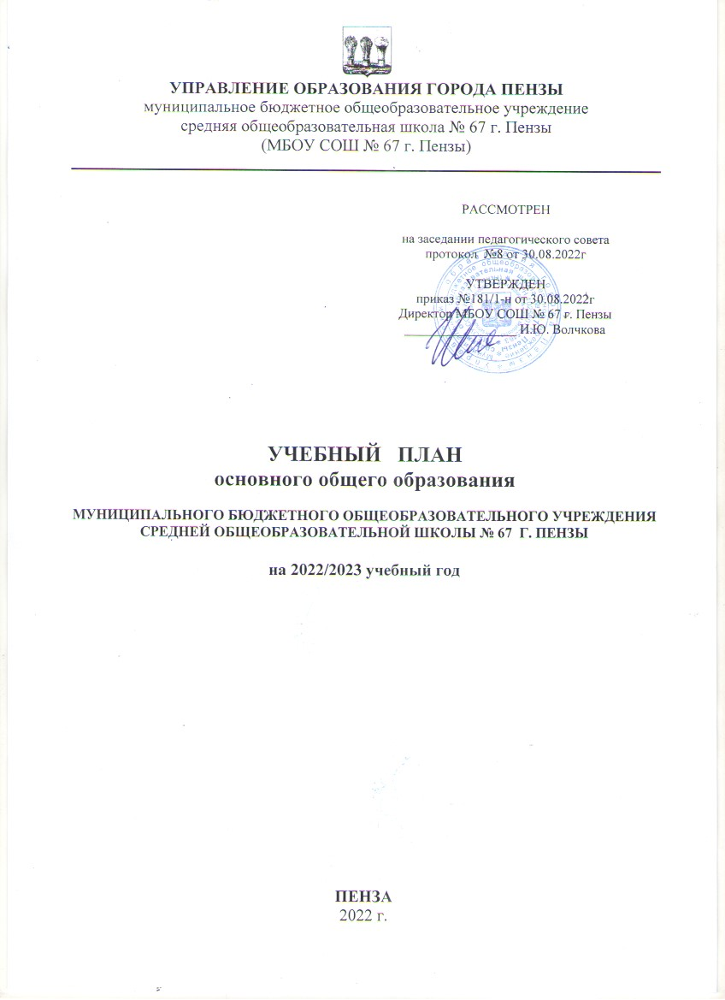 УПРАВЛЕНИЕ ОБРАЗОВАНИЯ ГОРОДА ПЕНЗЫ
муниципальное бюджетное общеобразовательное учреждение
средняя общеобразовательная школа № 67 г. Пензы
(МБОУ СОШ № 67 г. Пензы)
РАССМОТРЕН
на заседании педагогического совета
протокол №8 от 30.08.2022г
УТВЕРЖДЕН
приказ №181/1-н от 30.08.2022г
Директор МБОУ СОШ № 67 г. Пензы
И.Ю. Волчкова
УЧЕБНЫЙ ПЛАН
основного общего образования
МУНИЦИПАЛЬНОГО БЮДЖЕТНОГО ОБЩЕОБРАЗОВАТЕЛЬНОГО УЧРЕЖДЕНИЯ
СРЕДНЕЙ ОБЩЕОБРАЗОВАТЕЛЬНОЙ ШКОЛЫ № 67 Г. ПЕНЗЫ
на 2022/2023 учебный год
ПЕНЗА
2022 г.